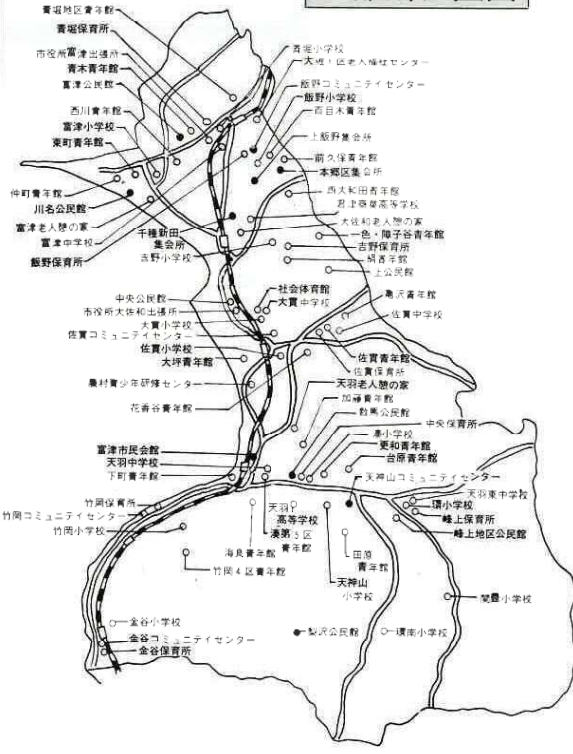 青堀地区青年館
青堀保育所
市役所富津出張所
青木青年館
富津公民館
西川青年館
富津小学校
東町青年館
仲町青年館
川名公民館
富津老人憩の家
富津中学校
飯野保育所
青堀小学校
飯野コミュニティセンター
飯野小学校
百目木青年館
上飯野集会所
前久保青年館
本郷区集会所
西大和田青年館
君津商業高等学校
大佐和老人憩の家
一色・障子谷青年館
吉野保育所
絹青年館
上公民館
千種新田
集会所
吉野小学校
中央公民館
市役所大佐和出張所
大貫小学校
佐貫コミュニティセンター
佐貫小学校
大坪青年館
農村青少年研修センター
花香谷青年館
社会体育館
大貫中学校
亀沢青年館
佐貫中学校
佐貫青年館
佐貫保育所
天羽老人憩の家
加藤青年館
数馬公民館
中央保育所
湊小学校
更和青年館
台原青年館
天神山コミュニティセンター
富津市民会館
天羽中学校
下町青年館
竹岡保育所
竹岡コミュニティセンター
竹岡小学校
竹岡4区青年館
海良青年館
天羽
高等学校
湊第5区
青年館
田原
青年館
天神山
小学校
天羽東中学校
環小学校
峰上保育所
峰上地区公民館
関豊小学校
環南小学校
梨沢公民館
金谷小学校
金谷コミュニティセンター
金谷保育所